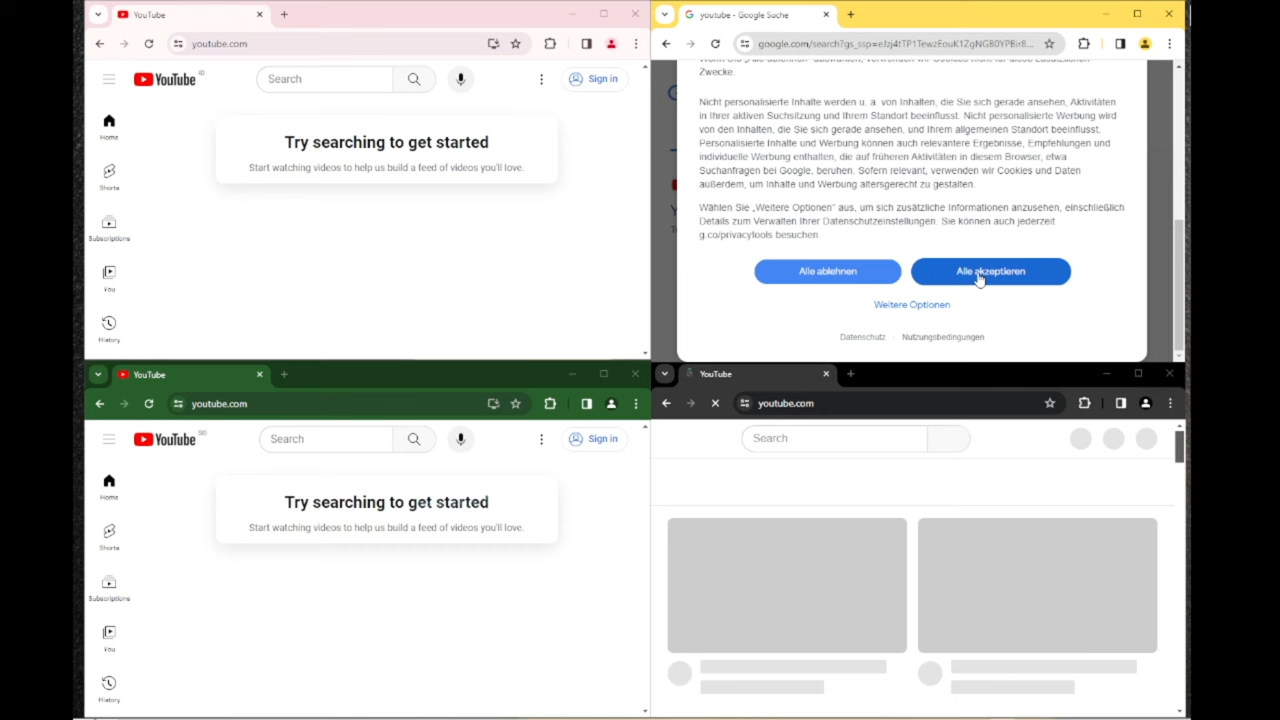 YouTube
youtube.com
YouTube ID
Search
Sign in
Home
Shorts
Subscriptions
You
History
Try searching to get started
Start watching videos to help us build a feed of videos you'll love.
youtube - Google Suche
google.com/search?gs_ssp=eJzj4tTP1TewzEouK1ZgNGB0YPBir8...
Zwecke.
Nicht personalisierte Inhalte werden u. a. von Inhalten, die Sie sich gerade ansehen, Aktivitäten
in Ihrer aktiven Suchsitzung und Ihrem Standort beeinflusst. Nicht personalisierte Werbung wird
von den Inhalten, die Sie sich gerade ansehen, und Ihrem allgemeinen Standort beeinflusst.
Personalisierte Inhalte und Werbung können auch relevantere Ergebnisse, Empfehlungen und
individuelle Werbung enthalten, die auf früheren Aktivitäten in diesem Browser, etwa
Suchanfragen bei Google, beruhen. Sofern relevant, verwenden wir Cookies und Daten
außerdem, um Inhalte und Werbung altersgerecht zu gestalten.
Wählen Sie „Weitere Optionen“ aus, um sich zusätzliche Informationen anzusehen, einschließlich
Details zum Verwalten Ihrer Datenschutzeinstellungen. Sie können auch jederzeit
g.co/privacytools besuchen.
Alle ablehnen
Alle akzeptieren
Weitere Optionen
Datenschutz · Nutzungsbedingungen
YouTube
youtube.com
YouTube SG
Search
Sign in
Home
Shorts
Subscriptions
You
History
Try searching to get started
Start watching videos to help us build a feed of videos you'll love.
YouTube
youtube.com
Search